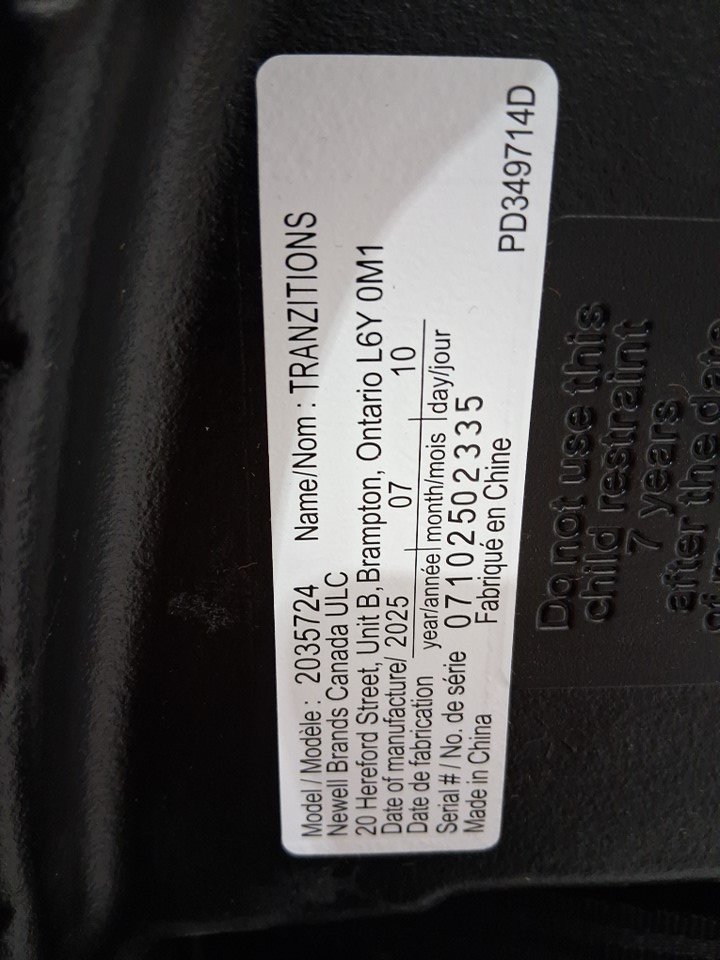 Model / Modèle : 2035724 Name/Nom : TRANZITIONS
Newell Brands Canada ULC
20 Hereford Street, Unit B, Brampton, Ontario L6Y 0M1
Date of manufacture/ 2025 07 10
Date de fabrication year/année month/mois day/jour
Serial # / No. de série 07102502335
Made in China Fabriqué en Chine
PD349714D
Do not use this
child restraint
7 years
after the date